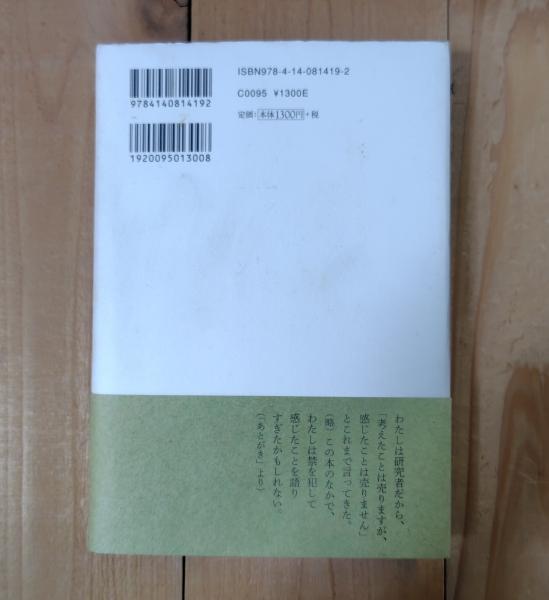 ISBN978-4-14-081419-2
C0095 ¥1300E
定価:本体1300円+税
9784140814192
1920095013008
わたしは研究者だから、
「考えたことは売りますが、
感じたことは売りません」
とこれまで言ってきた。
(略)この本のなかで、
わたしは禁を犯して
感じたことを語り
すぎたかもしれない。
(「あとがき」より)